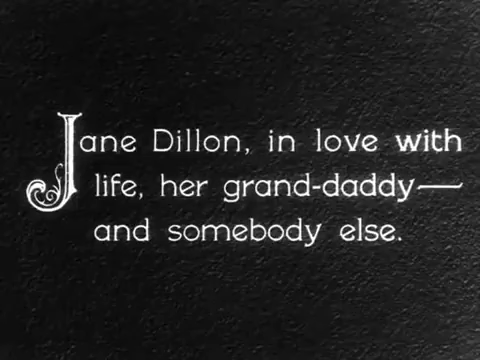 Jane Dillon, in love with
life, her grand-daddy—
and somebody else.